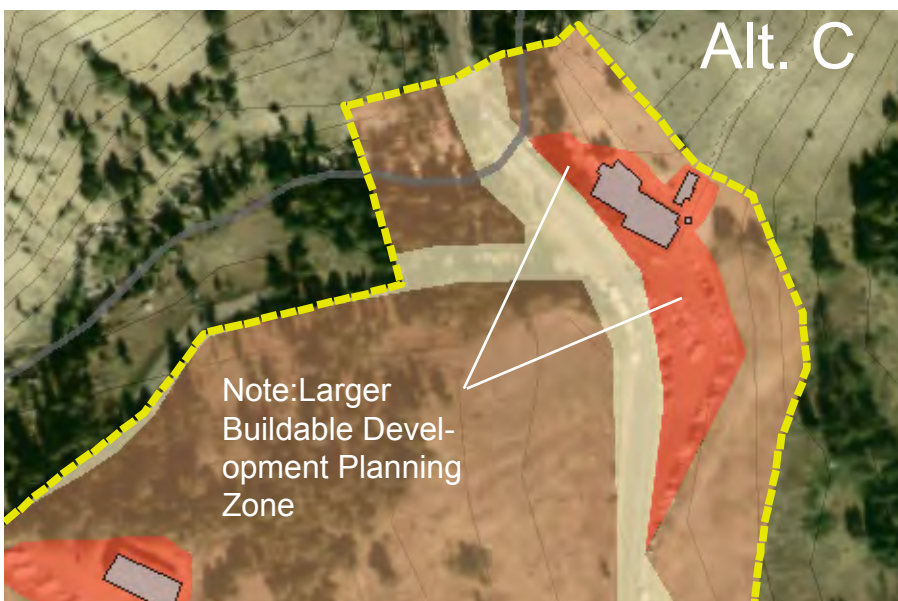 Alt. C
Note:Larger
Buildable Devel-
opment Planning
Zone